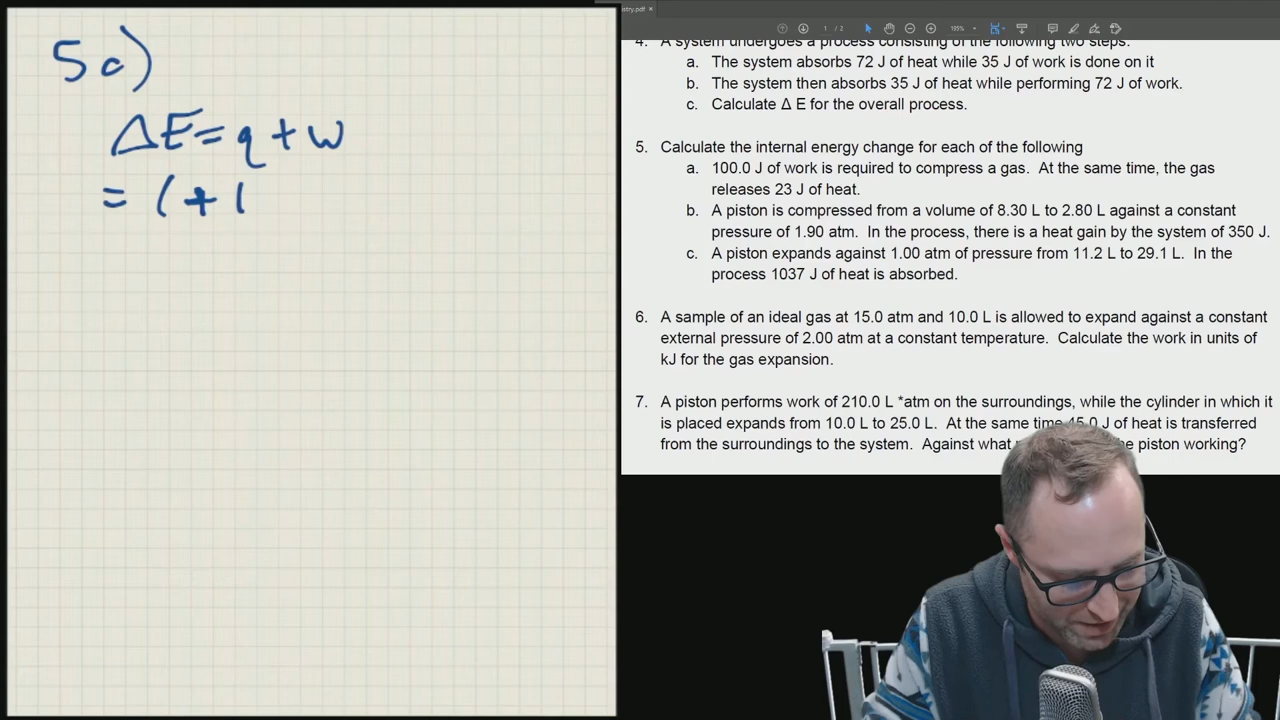 5a)
ΔE=q+w
= (+1
istry.pdf ×
1 / 2
195%
4. A system undergoes a process consisting of the following two steps:
a. The system absorbs 72 J of heat while 35 J of work is done on it
b. The system then absorbs 35 J of heat while performing 72 J of work.
c. Calculate Δ E for the overall process.
5. Calculate the internal energy change for each of the following
a. 100.0 J of work is required to compress a gas. At the same time, the gas
releases 23 J of heat.
b. A piston is compressed from a volume of 8.30 L to 2.80 L against a constant
pressure of 1.90 atm. In the process, there is a heat gain by the system of 350 J.
c. A piston expands against 1.00 atm of pressure from 11.2 L to 29.1 L. In the
process 1037 J of heat is absorbed.
6. A sample of an ideal gas at 15.0 atm and 10.0 L is allowed to expand against a constant
external pressure of 2.00 atm at a constant temperature. Calculate the work in units of
kJ for the gas expansion.
7. A piston performs work of 210.0 L *atm on the surroundings, while the cylinder in which it
is placed expands from 10.0 L to 25.0 L. At the same time 45.0 J of heat is transferred
from the surroundings to the system. Against what the piston working?